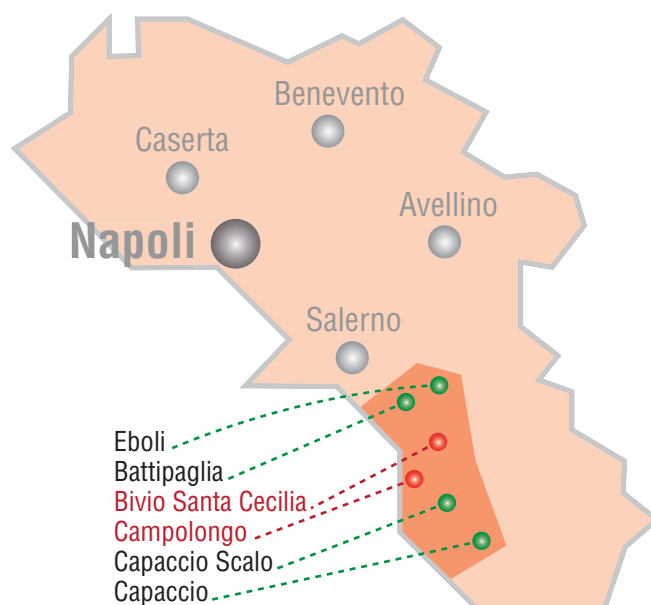 Benevento
Caserta
Avellino
Napoli
Salerno
Eboli
Battipaglia
Bivio Santa Cecilia
Campolongo
Capaccio Scalo
Capaccio